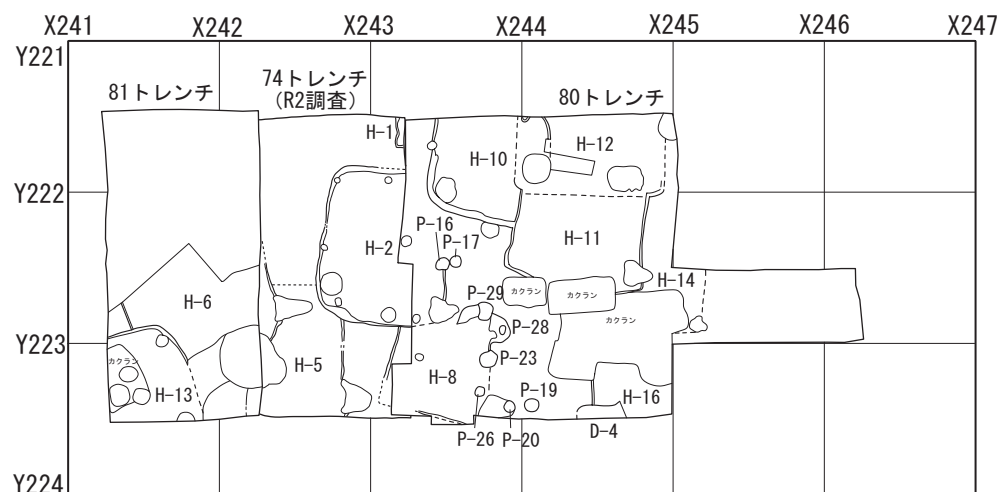 X241 X242 X243 X244 X245 X246 X247
Y221
81トレンチ
74トレンチ
(R2調査)
80トレンチ
H-1
H-10
H-12
Y222
P-16
P-17
H-2
H-11
H-6
P-29
カクラン
カクラン
H-14
カクラン
P-28
Y223
カクラン
H-13
H-5
H-8
P-23
P-19
H-16
P-26
P-20
D-4
Y224